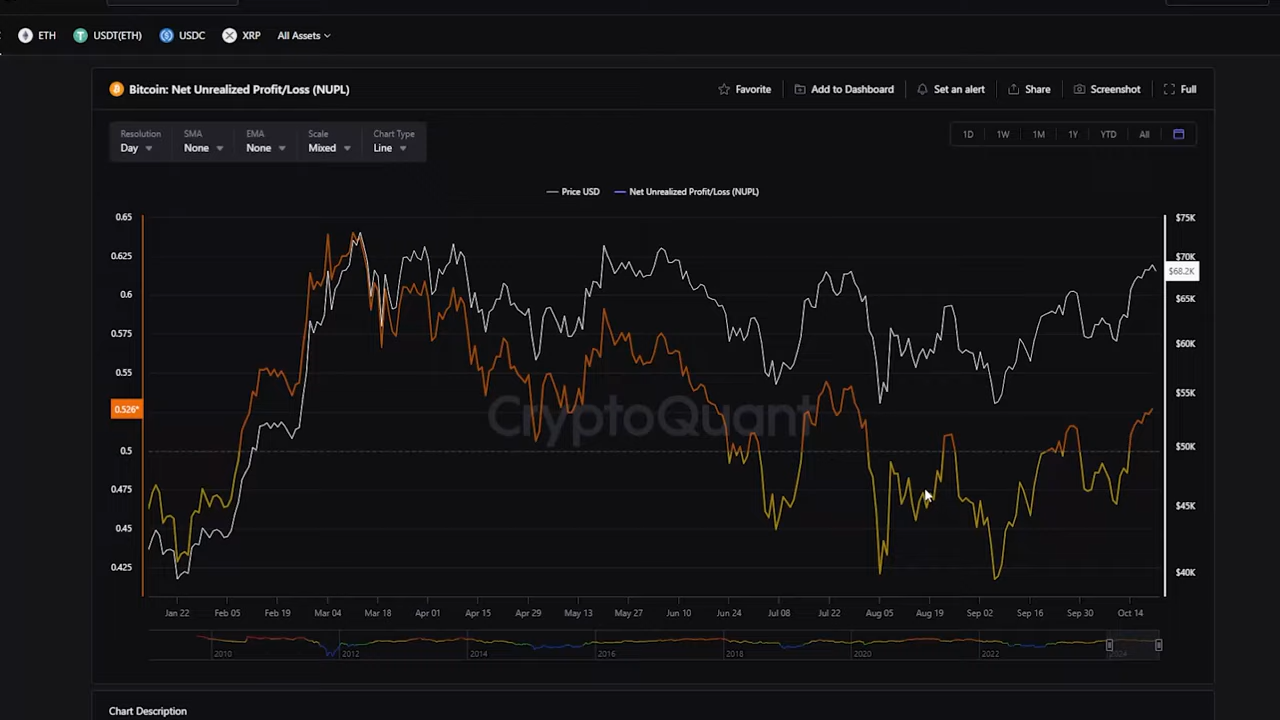 ETH USDT(ETH) USDC XRP All Assets
Bitcoin: Net Unrealized Profit/Loss (NUPL) Favorite Add to Dashboard Set an alert Share Screenshot Full
Resolution SMA EMA Scale Chart Type
Day None None Mixed Line
1D 1W 1M 1Y YTD All
Price USD Net Unrealized Profit/Loss (NUPL)
0.65 $75K
0.625 $70K
$68.2K
0.6 $65K
0.575 $60K
0.55 $55K
0.526*
CryptoQuant
0.5 $50K
0.475 $45K
0.45
0.425 $40K
Jan 22 Feb 05 Feb 19 Mar 04 Mar 18 Apr 01 Apr 15 Apr 29 May 13 May 27 Jun 10 Jun 24 Jul 08 Jul 22 Aug 05 Aug 19 Sep 02 Sep 16 Sep 30 Oct 14
2010 2012 2014 2016 2018 2020 2022 2024
Chart Description